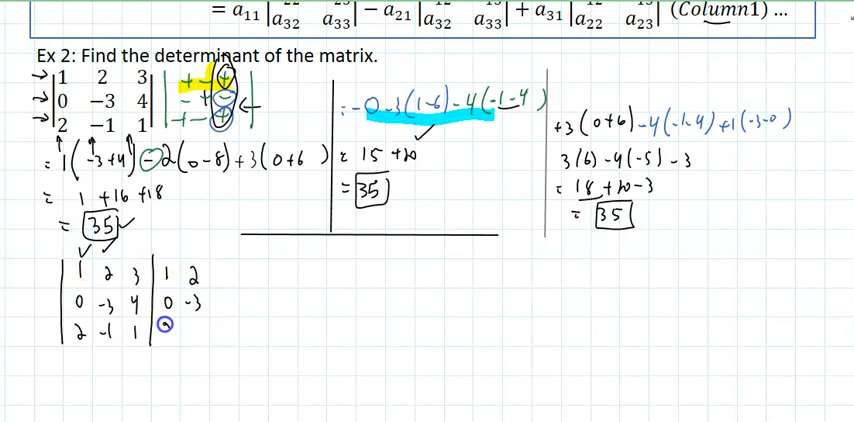 = a₁₁ |a₃₂ a₃₃| − a₂₁ |a₃₂ a₃₃| + a₃₁ |a₂₂ a₂₃| (Column1) ...
Ex 2: Find the determinant of the matrix.
|1 2 3| | + − + |
|0 −3 4| | − + − |
|2 −1 1| | + − + |
= 1(-3+4) − 2(0-8) + 3(0+6)
= 1 +16 +18
= 35 ✓
= -0-3(1-6)-4(-1-4)
= 15 + 20
= 35
+3(0+6) -4(-1-4) +1(-3-0)
3(6) -4(-5) -3
= 18 + 20 - 3
= 35
| 1 2 3 | 1 2
| 0 -3 4 | 0 -3
| 2 -1 1 | 2